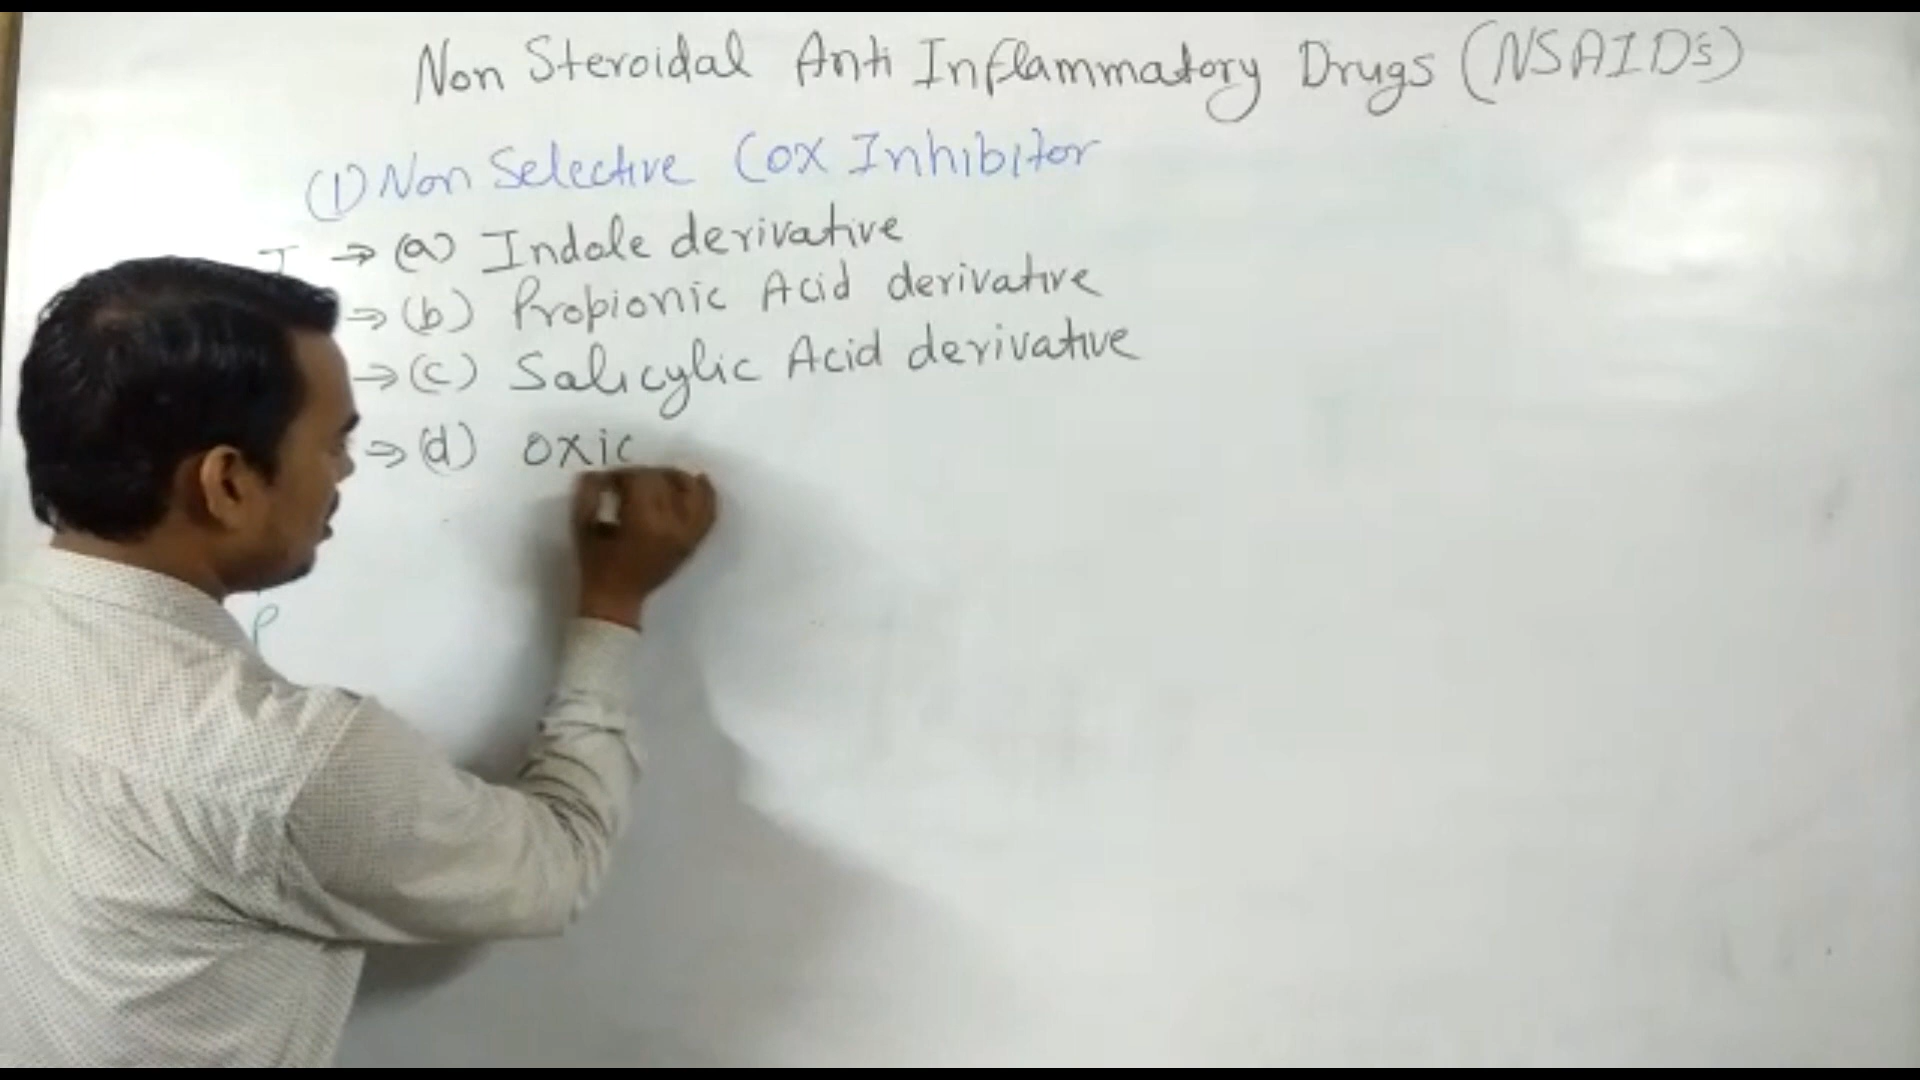 Non Steroidal Anti Inflammatory Drugs (NSAID's)
(1) Non Selective Cox Inhibitor
I → (a) Indole derivative
→ (b) Propionic Acid derivative
→ (c) Salicylic Acid derivative
→ (d) oxic
P